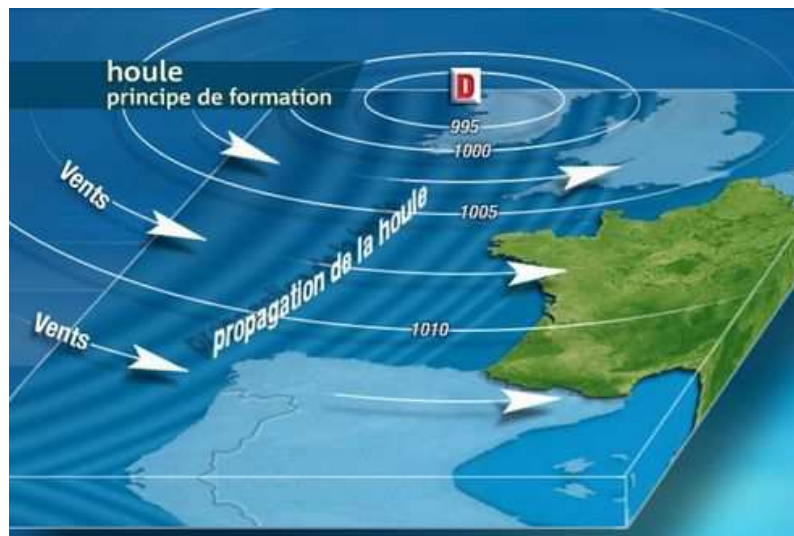 houle
principe de formation
D
995
1000
Vents
1005
propagation de la houle
Vents
1010